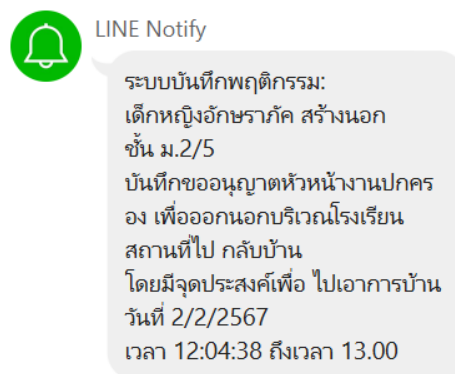 LINE Notify
ระบบบันทึกพฤติกรรม:
เด็กหญิงอักษราภัค สร้างนอก
ชั้น ม.2/5
บันทึกขออนุญาตหัวหน้างานปกคร
อง เพื่อออกนอกบริเวณโรงเรียน
สถานที่ไป กลับบ้าน
โดยมีจุดประสงค์เพื่อ ไปเอาการบ้าน
วันที่ 2/2/2567
เวลา 12:04:38 ถึงเวลา 13.00